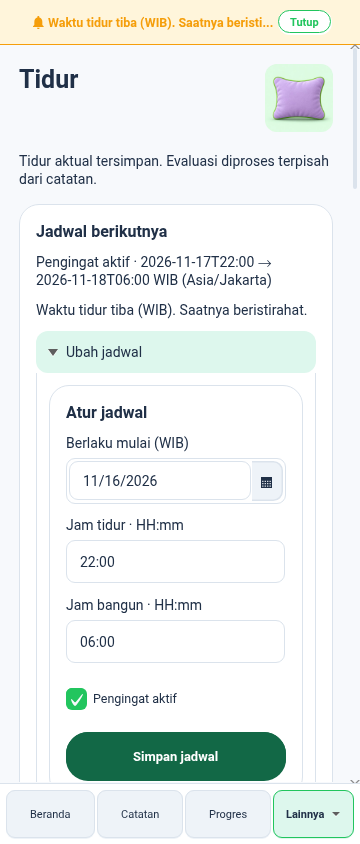 Waktu tidur tiba (WIB). Saatnya beristi...
Tutup
Tidur
Tidur aktual tersimpan. Evaluasi diproses terpisah
dari catatan.
Jadwal berikutnya
Pengingat aktif · 2026-11-17T22:00 →
2026-11-18T06:00 WIB (Asia/Jakarta)
Waktu tidur tiba (WIB). Saatnya beristirahat.
Ubah jadwal
Atur jadwal
Berlaku mulai (WIB)
11/16/2026
Jam tidur · HH:mm
22:00
Jam bangun · HH:mm
06:00
Pengingat aktif
Simpan jadwal
Beranda
Catatan
Progres
Lainnya